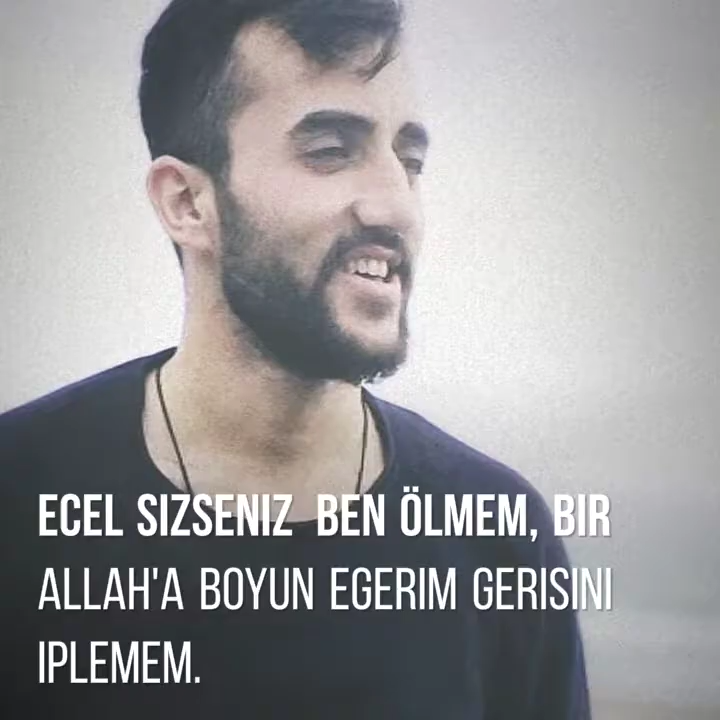 ECEL SIZSENIZ BEN ÖLMEM, BIR
ALLAH'A BOYUN EGERIM GERISINI
IPLEMEM.